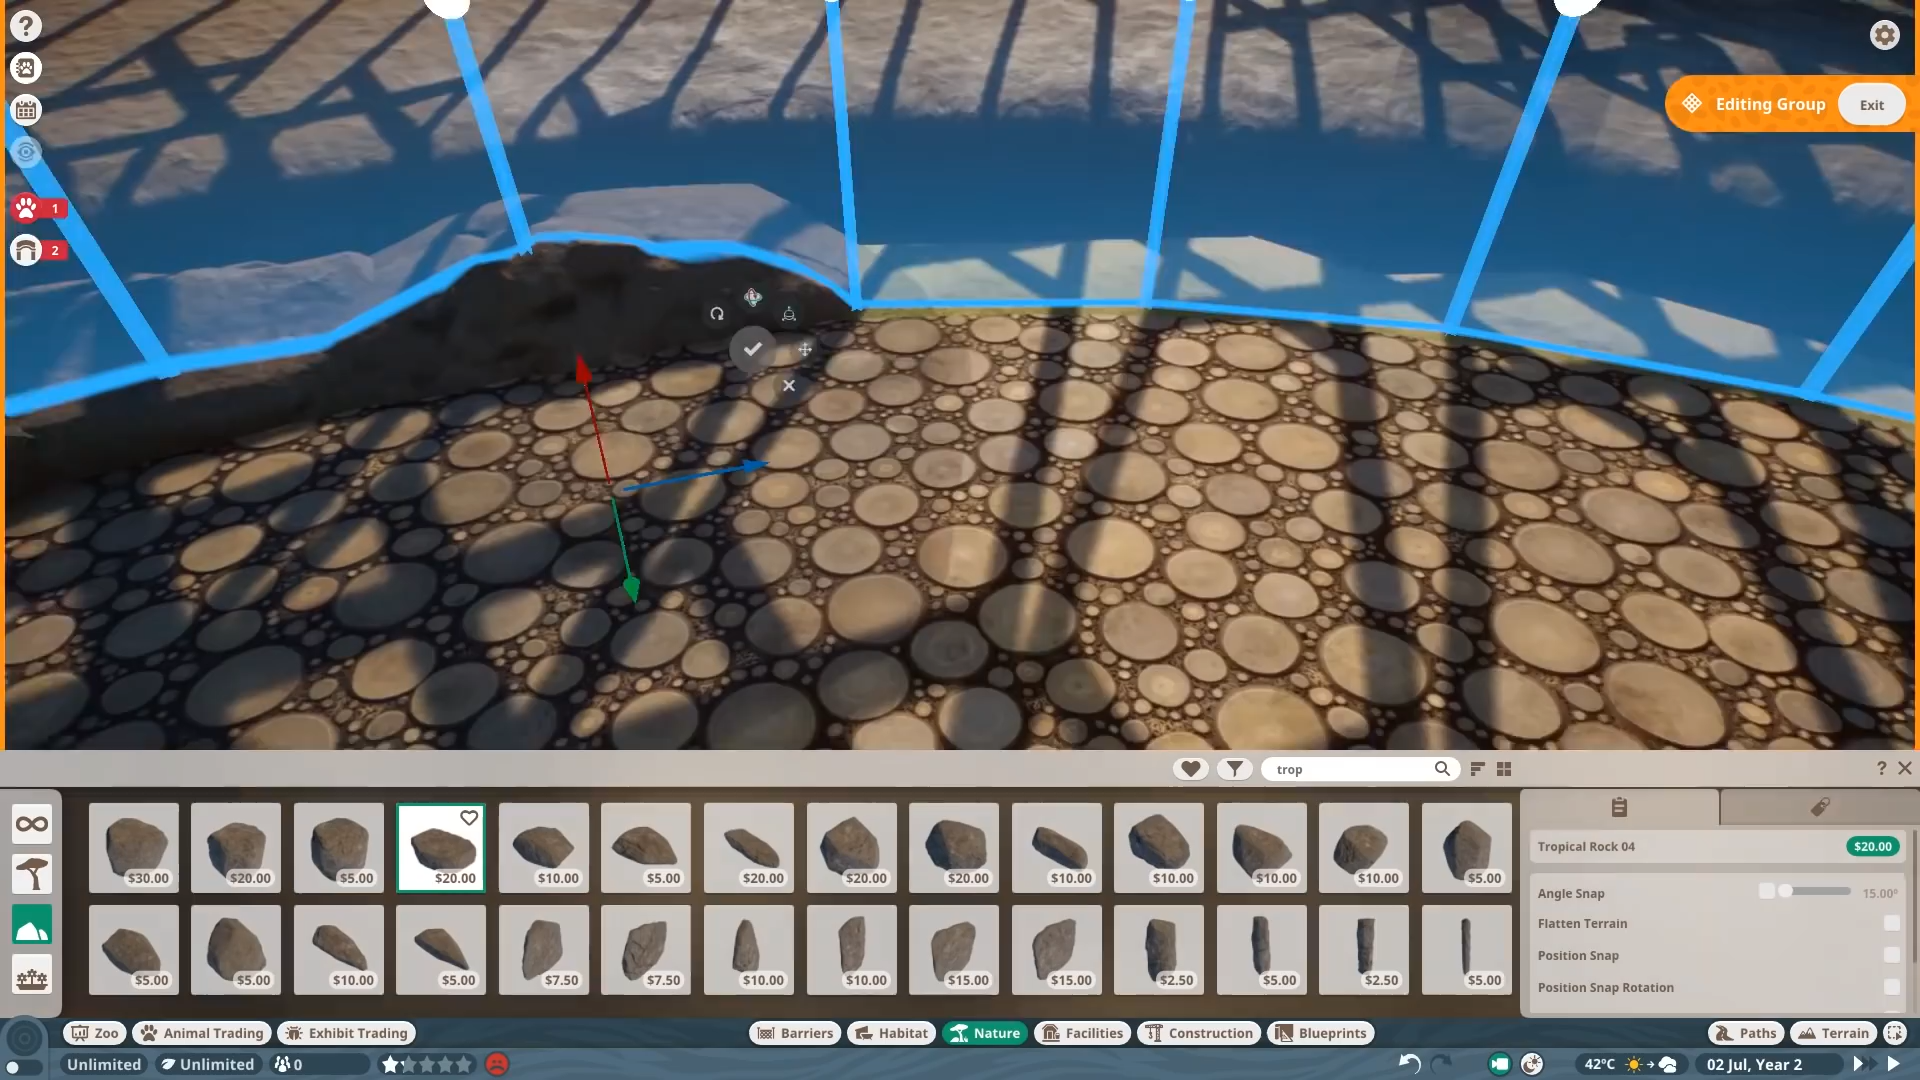 ?
Editing Group
Exit
1
2
trop
?
$30.00
$20.00
$5.00
$20.00
$10.00
$5.00
$20.00
$20.00
$20.00
$10.00
$10.00
$10.00
$10.00
$5.00
$5.00
$5.00
$10.00
$5.00
$7.50
$7.50
$10.00
$10.00
$15.00
$15.00
$2.50
$5.00
$2.50
$5.00
Tropical Rock 04
$20.00
Angle Snap
15.00°
Flatten Terrain
Position Snap
Position Snap Rotation
Zoo
Animal Trading
Exhibit Trading
Barriers
Habitat
Nature
Facilities
Construction
Blueprints
Paths
Terrain
Unlimited
Unlimited
0
42°C
02 Jul, Year 2